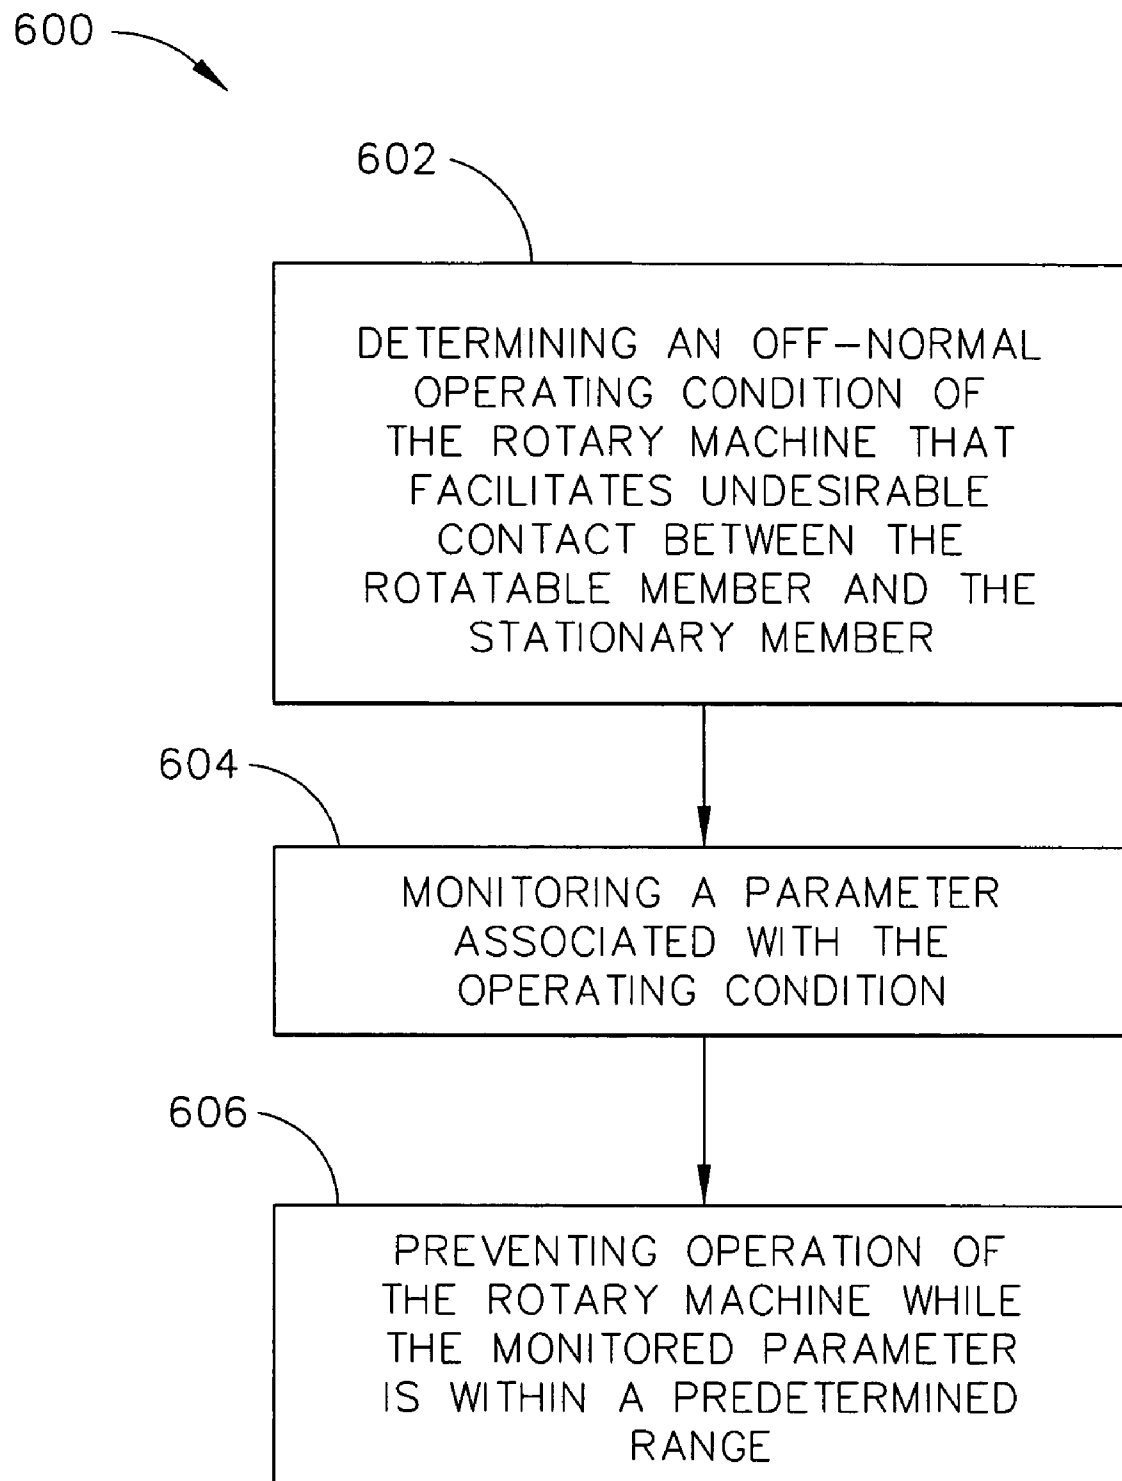 600
602
DETERMINING AN OFF-NORMAL
OPERATING CONDITION OF
THE ROTARY MACHINE THAT
FACILITATES UNDESIRABLE
CONTACT BETWEEN THE
ROTATABLE MEMBER AND THE
STATIONARY MEMBER
604
MONITORING A PARAMETER
ASSOCIATED WITH THE
OPERATING CONDITION
606
PREVENTING OPERATION OF
THE ROTARY MACHINE WHILE
THE MONITORED PARAMETER
IS WITHIN A PREDETERMINED
RANGE